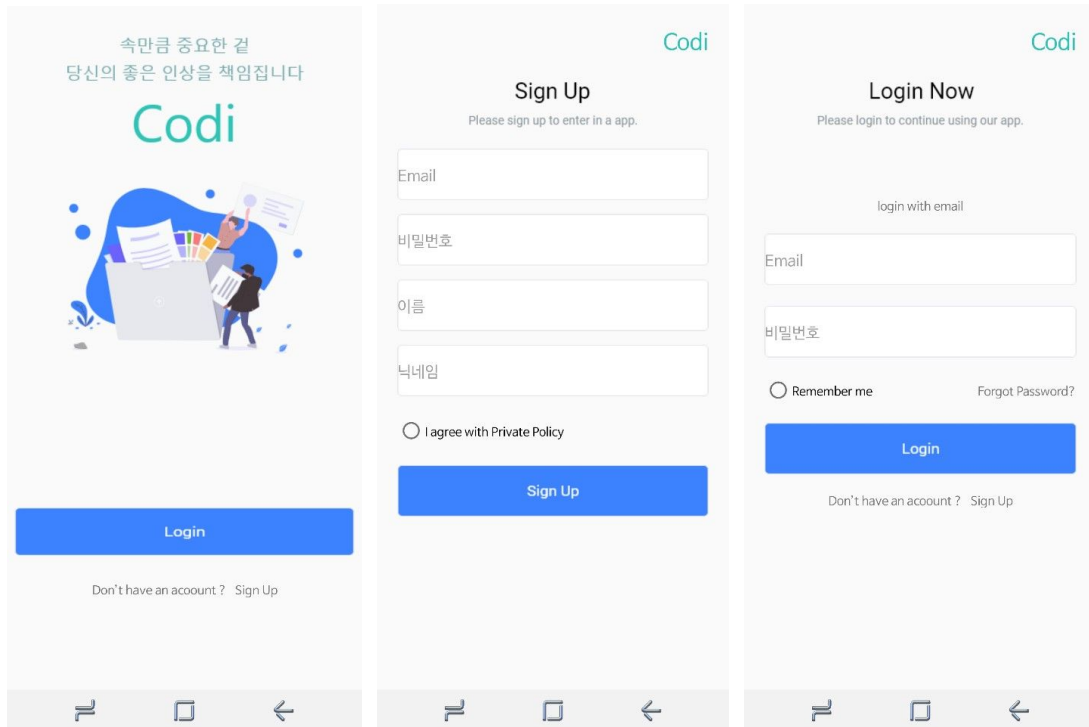 속만큼 중요한 겉
당신의 좋은 인상을 책임집니다
Codi
Login
Don't have an acoount ? Sign Up
Codi
Sign Up
Please sign up to enter in a app.
Email
비밀번호
이름
닉네임
I agree with Private Policy
Sign Up
Codi
Login Now
Please login to continue using our app.
login with email
Email
비밀번호
Remember me Forgot Password?
Login
Don't have an acoount ? Sign Up